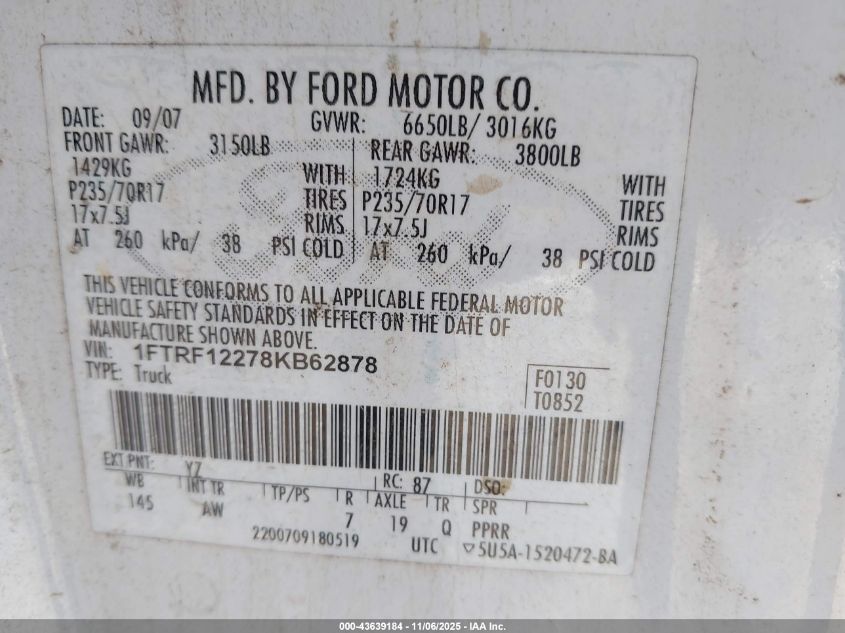 MFD. BY FORD MOTOR CO.
DATE: 09/07 GVWR: 6650LB/ 3016KG
FRONT GAWR: 3150LB REAR GAWR: 3800LB
1429KG WITH 1724KG WITH
P235/70R17 TIRES P235/70R17 TIRES
17x7.5J RIMS 17x7.5J RIMS
AT 260 kPa/ 38 PSI COLD AT 260 kPa/ 38 PSI COLD
THIS VEHICLE CONFORMS TO ALL APPLICABLE FEDERAL MOTOR
VEHICLE SAFETY STANDARDS IN EFFECT ON THE DATE OF
MANUFACTURE SHOWN ABOVE.
VIN: 1FTRF12278KB62878
TYPE: Truck
F0130
T0852
EXT PNT: YZ RC: 87 DSO:
WB INT TR TP/PS R AXLE TR SPR
145 AW 7 19 Q PPRR
2200709180519 UTC ▽5U5A-1520472-BA
000-43639184 - 11/06/2025 - IAA Inc.